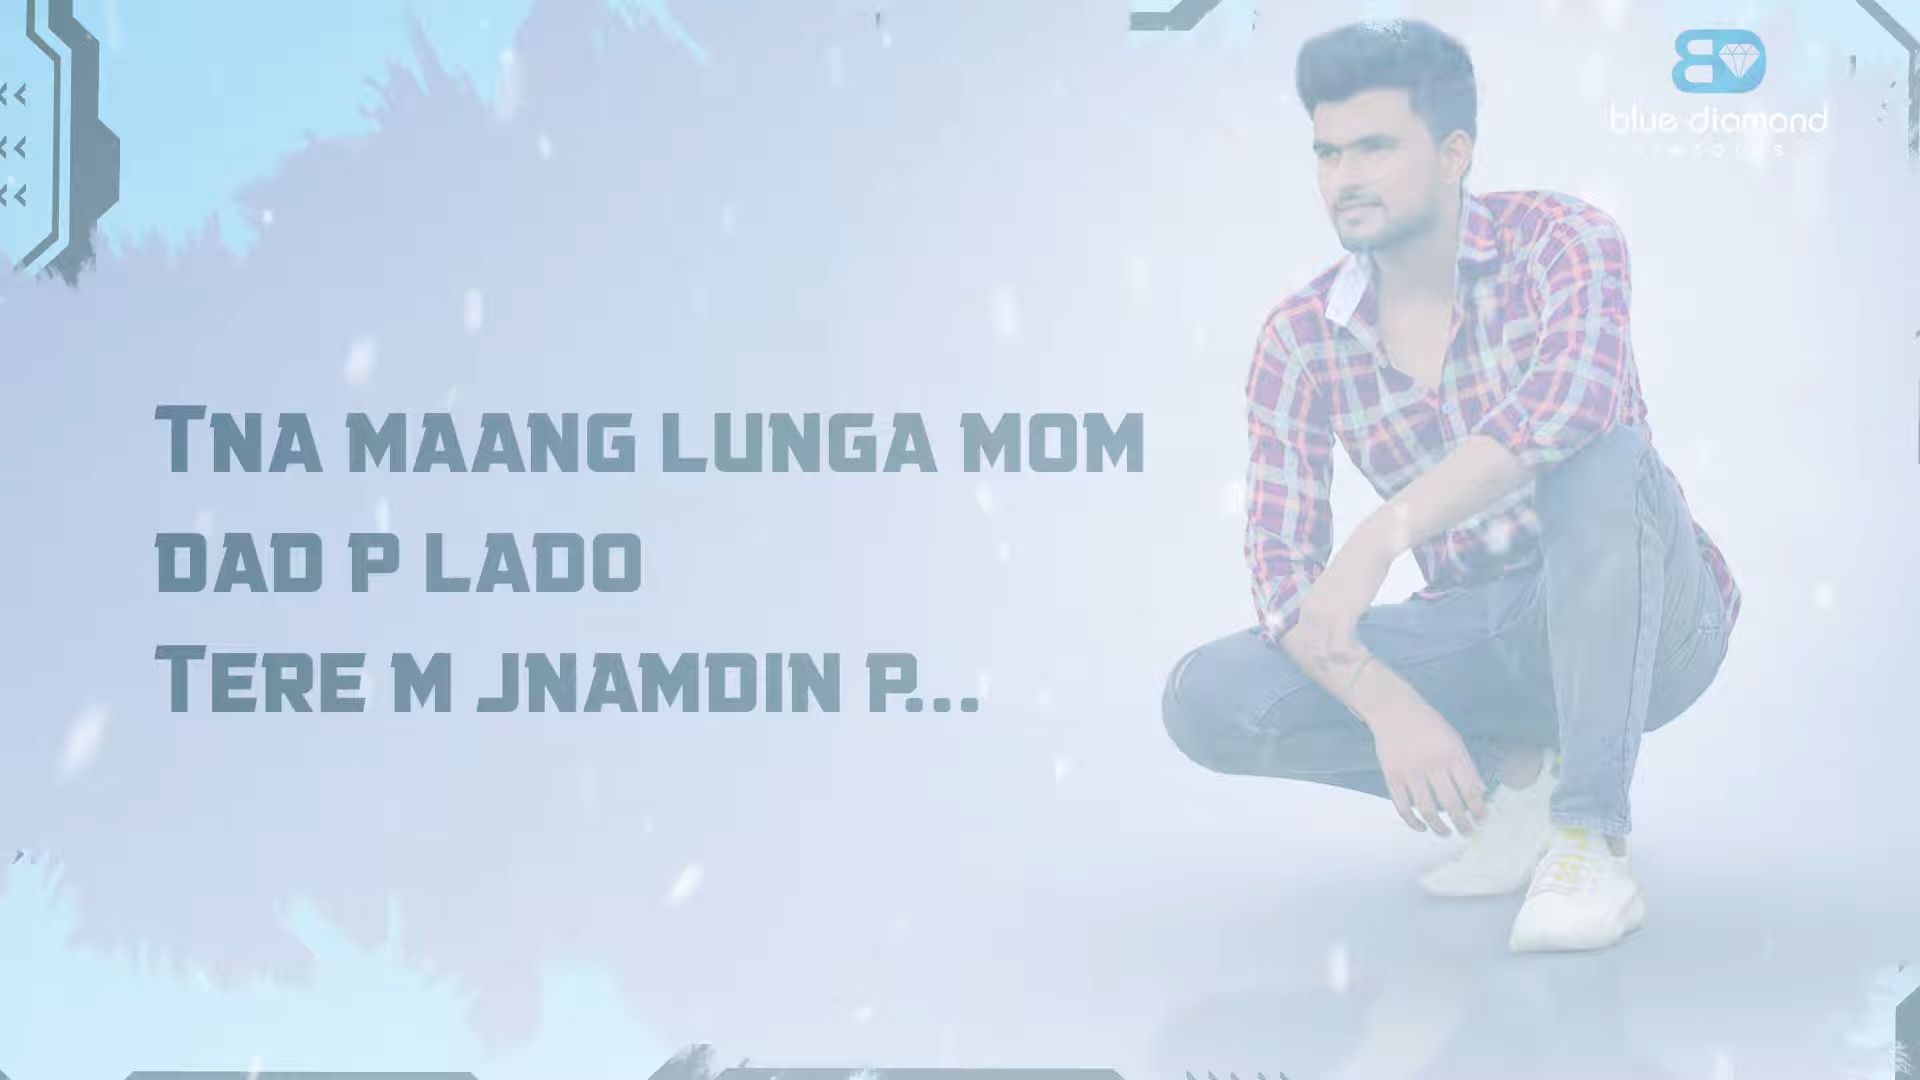 blue diamond
Tna maang lunga mom
dad p lado
Tere m jnamdin p...